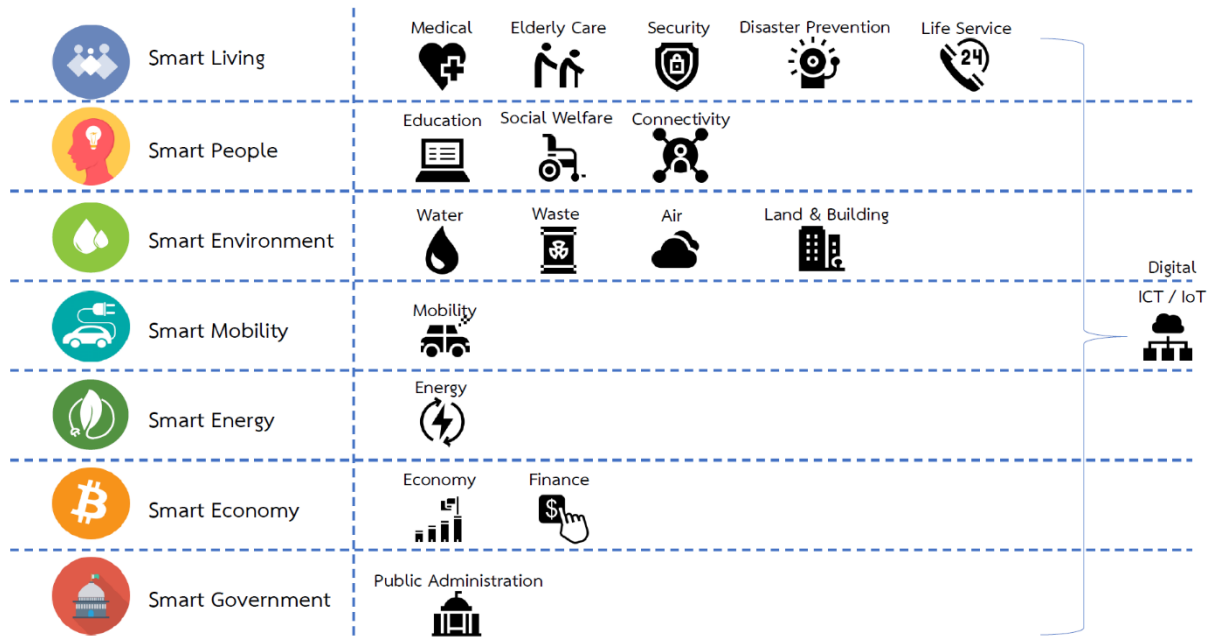 Smart Living
Medical
Elderly Care
Security
Disaster Prevention
Life Service
24
Smart People
Education
Social Welfare
Connectivity
Smart Environment
Water
Waste
Air
Land & Building
Smart Mobility
Mobility
Smart Energy
Energy
Smart Economy
Economy
Finance
$
Smart Government
Public Administration
Digital
ICT / IoT